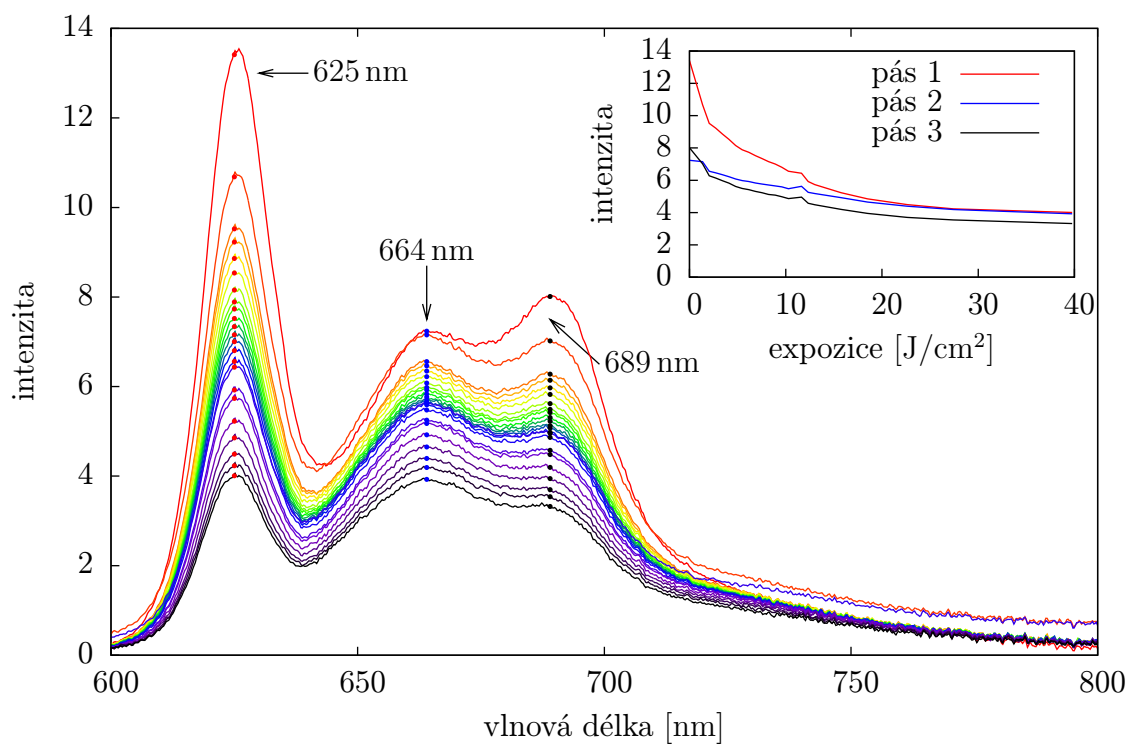 14
12
10
8
6
4
2
0
intenzita
600
650
700
750
800
vlnová délka [nm]
625 nm
664 nm
689 nm
14
12
10
8
6
4
2
0
intenzita
pás 1
pás 2
pás 3
0
10
20
30
40
expozice [J/cm²]